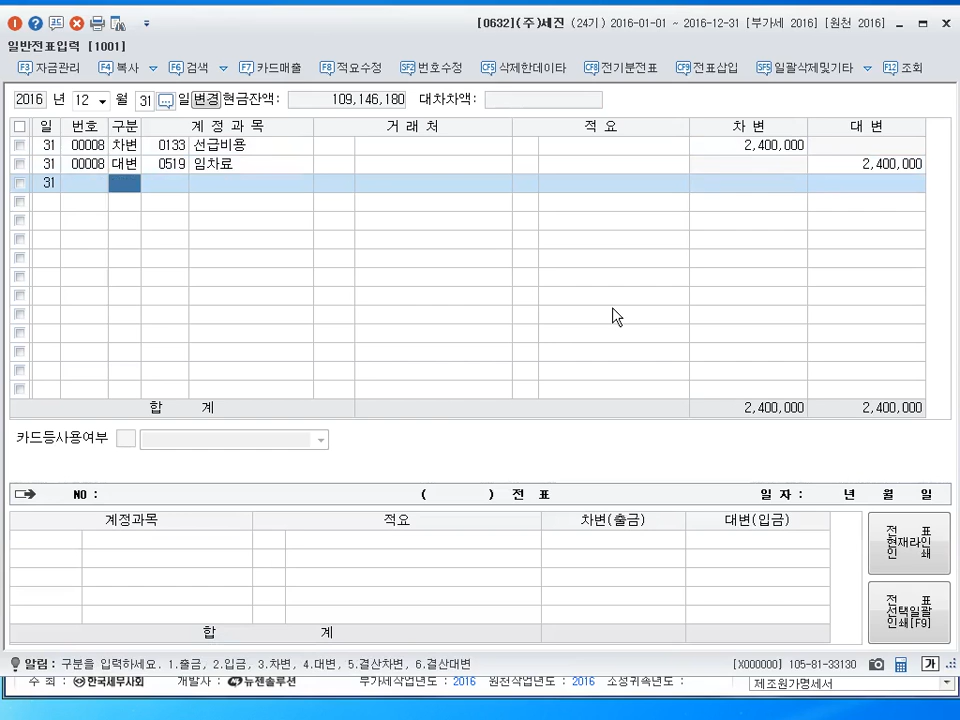 [0632](주)세진 (24기) 2016-01-01 ~ 2016-12-31 [부가세 2016] [원천 2016]
일반전표입력 [1001]
F3 자금관리 F4 복사 F6 검색 F7 카드매출 F8 적요수정 SF2 번호수정 CF5 삭제한데이타 CF8 전기분전표 CF9 전표삽입 SF5 일괄삭제및기타 F12 조회
2016 년 12 월 31 ... 일 변경 현금잔액: 109,146,180 대차차액:
일 번호 구분 계 정 과 목 거 래 처 적 요 차 변 대 변
31 00008 차변 0133 선급비용 2,400,000
31 00008 대변 0519 임차료 2,400,000
31
합 계 2,400,000 2,400,000
카드등사용여부
NO : ( ) 전 표 일 자 : 년 월 일
계정과목 적요 차변(출금) 대변(입금)
전 표
현재라인
인 쇄
전 표
선택일괄
인쇄[F9]
합 계
알림 : 구분을 입력하세요. 1.출금, 2.입금, 3.차변, 4.대변, 5.결산차변, 6.결산대변 [X000000] 105-81-33130 가
주 최 : 한국세무사회 개발사 : 뉴젠솔루션 부가세작업년도 : 2016 원천작업년도 : 2016 소성귀속년도 : 제조원가명세서